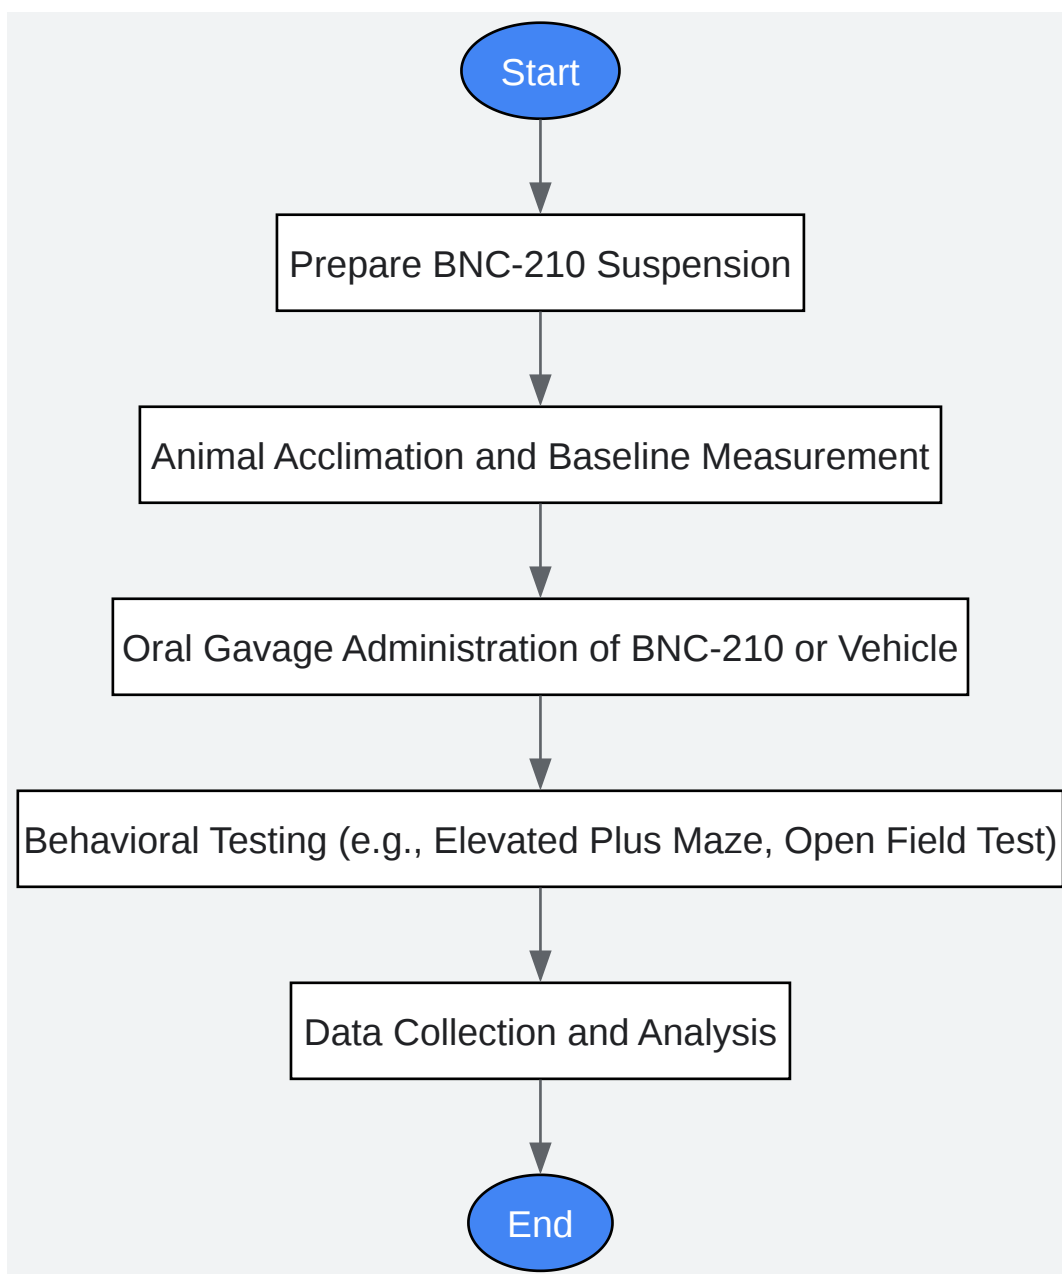 Start
Prepare BNC-210 Suspension
Animal Acclimation and Baseline Measurement
Oral Gavage Administration of BNC-210 or Vehicle
Behavioral Testing (e.g., Elevated Plus Maze, Open Field Test)
Data Collection and Analysis
End